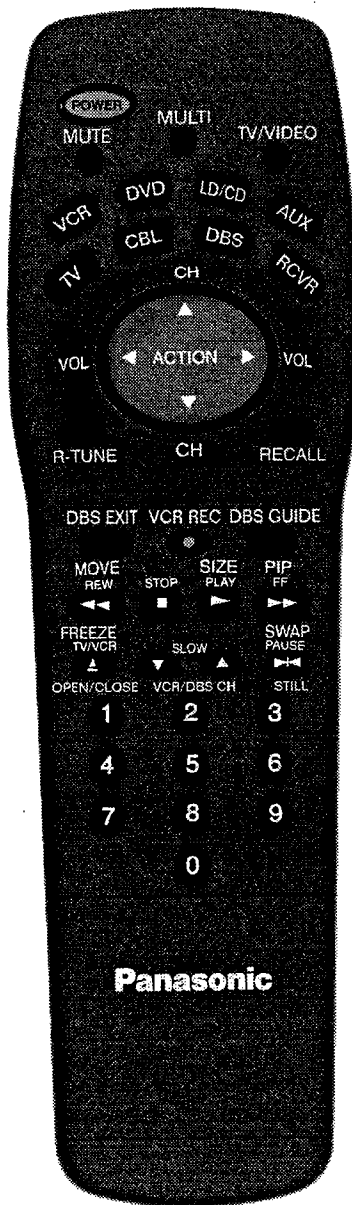 POWER
MULTI
MUTE TV/VIDEO
DVD LD/CD
VCR AUX
CBL DBS
TV RCVR
CH
VOL ACTION VOL
R-TUNE CH RECALL
DBS EXIT VCR REC DBS GUIDE
MOVE SIZE PIP
REW STOP PLAY FF
FREEZE SWAP
TV/VCR SLOW PAUSE
OPEN/CLOSE VCR/DBS CH STILL
1 2 3
4 5 6
7 8 9
0
Panasonic